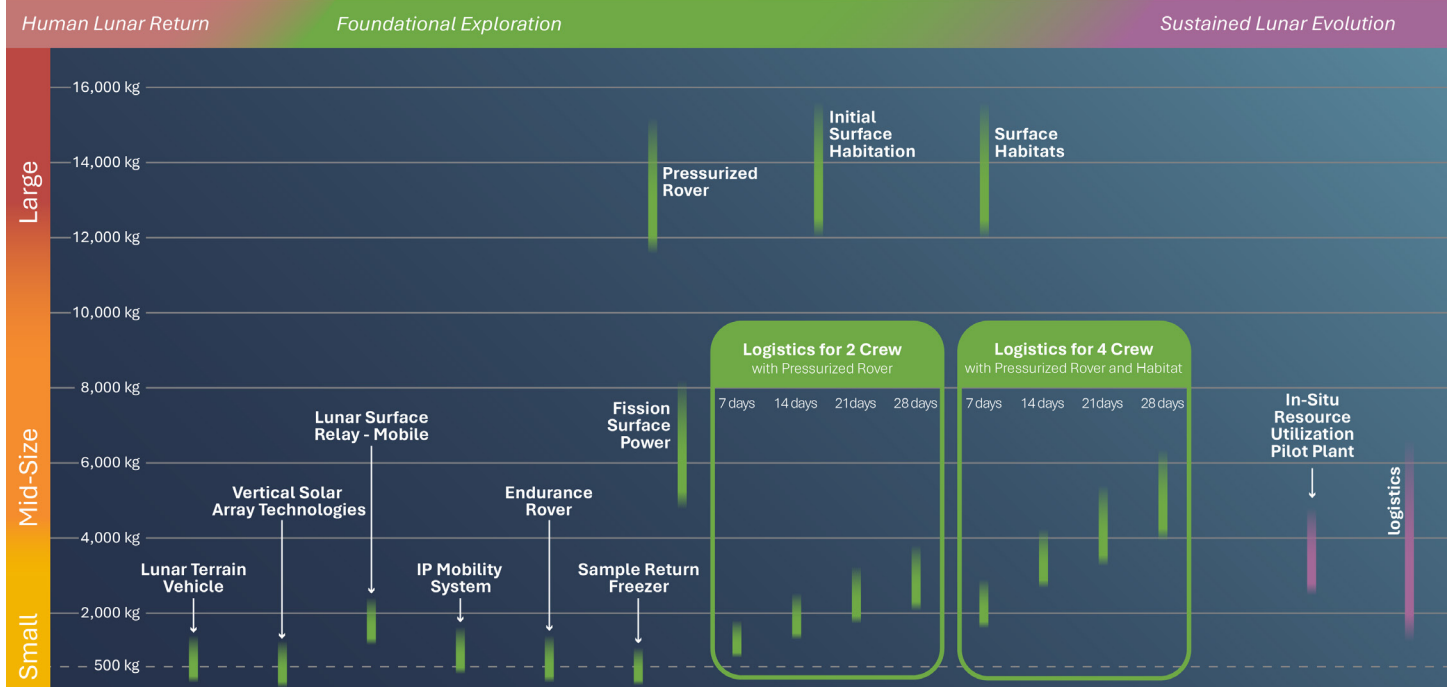 Human Lunar Return
Foundational Exploration
Sustained Lunar Evolution
Large
Mid-Size
Small
16,000 kg
14,000 kg
12,000 kg
10,000 kg
8,000 kg
6,000 kg
4,000 kg
2,000 kg
500 kg
Lunar Terrain
Vehicle
Vertical Solar
Array Technologies
Lunar Surface
Relay - Mobile
IP Mobility
System
Endurance
Rover
Sample Return
Freezer
Fission
Surface
Power
Pressurized
Rover
Initial
Surface
Habitation
Surface
Habitats
Logistics for 2 Crew
with Pressurized Rover
7 days
14 days
21 days
28 days
Logistics for 4 Crew
with Pressurized Rover and Habitat
7 days
14 days
21 days
28 days
In-Situ
Resource
Utilization
Pilot Plant
logistics